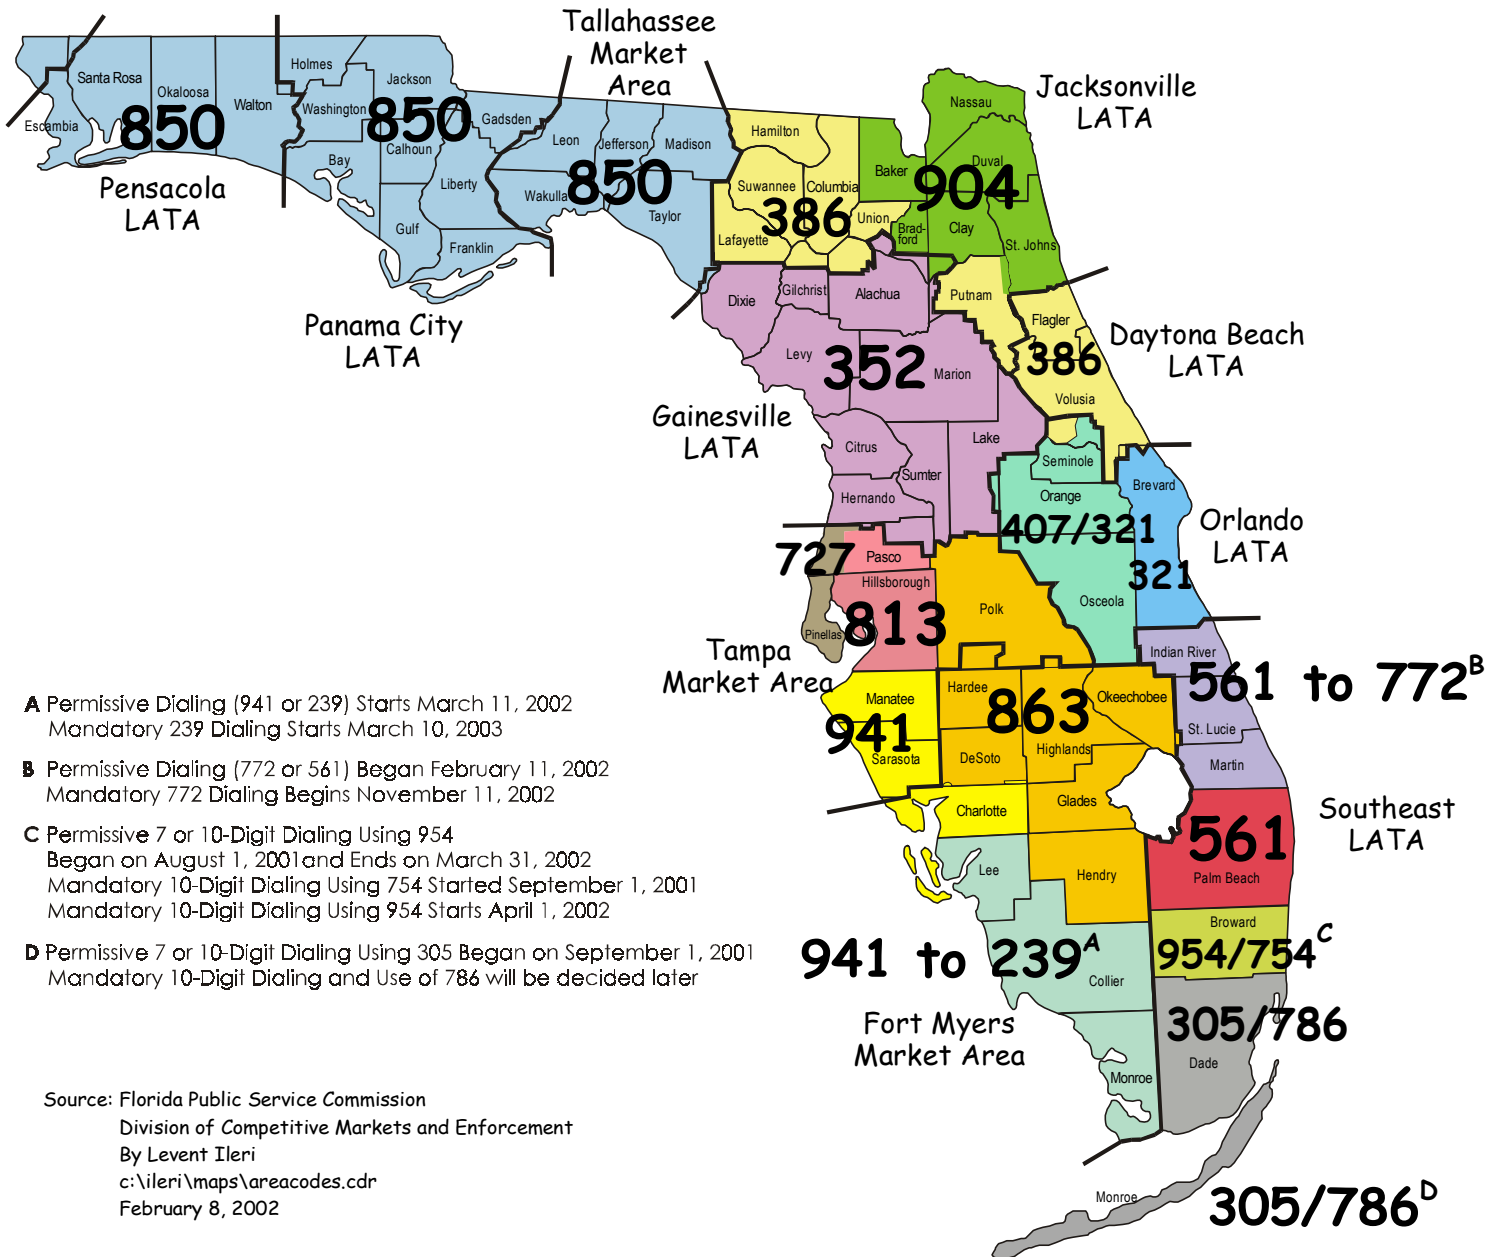 Tallahassee
Market
Area
Jacksonville
LATA
Holmes
Jackson
Santa Rosa
Okaloosa
Walton
Washington
Escambia
850
850
Calhoun
Gadsden
Leon
Jefferson
Madison
Bay
Liberty
Wakulla
850
Taylor
Gulf
Franklin
Pensacola
LATA
Panama City
LATA
Hamilton
Suwannee
Columbia
386
Lafayette
Union
Nassau
Baker
Duval
904
Brad-
ford
Clay
St. Johns
Dixie
Gilchrist
Alachua
Putnam
Flagler
386
Volusia
Daytona Beach
LATA
Levy
352
Marion
Gainesville
LATA
Citrus
Lake
Sumter
Hernando
Seminole
Orange
407/321
Brevard
321
Osceola
Orlando
LATA
727
Pasco
Hillsborough
813
Pinellas
Polk
Tampa
Market Area
Indian River
561 to 772B
Manatee
941
Sarasota
Hardee
863
Okeechobee
DeSoto
Highlands
St. Lucie
Martin
Charlotte
Glades
561
Palm Beach
Southeast
LATA
Lee
Hendry
Broward
954/754C
941 to 239A
Collier
Fort Myers
Market Area
305/786
Dade
Monroe
Monroe
305/786D
A Permissive Dialing (941 or 239) Starts March 11, 2002
Mandatory 239 Dialing Starts March 10, 2003
B Permissive Dialing (772 or 561) Began February 11, 2002
Mandatory 772 Dialing Begins November 11, 2002
C Permissive 7 or 10-Digit Dialing Using 954
Began on August 1, 2001and Ends on March 31, 2002
Mandatory 10-Digit Dialing Using 754 Started September 1, 2001
Mandatory 10-Digit Dialing Using 954 Starts April 1, 2002
D Permissive 7 or 10-Digit Dialing Using 305 Began on September 1, 2001
Mandatory 10-Digit Dialing and Use of 786 will be decided later
Source: Florida Public Service Commission
Division of Competitive Markets and Enforcement
By Levent Ileri
c:\ileri\maps\areacodes.cdr
February 8, 2002